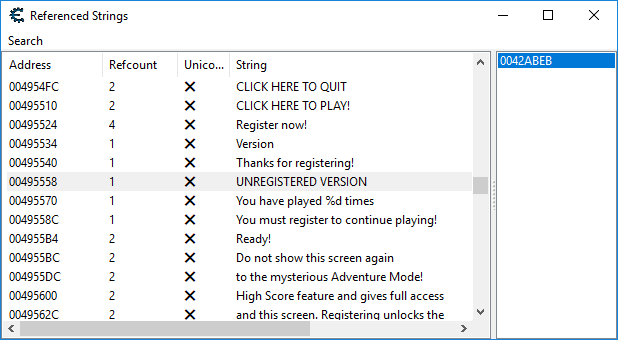 Referenced Strings
Search
Address Refcount Unico... String
004954FC 2 CLICK HERE TO QUIT
00495510 2 CLICK HERE TO PLAY!
00495524 4 Register now!
00495534 1 Version
00495540 1 Thanks for registering!
00495558 1 UNREGISTERED VERSION
00495570 1 You have played %d times
0049558C 1 You must register to continue playing!
004955B4 2 Ready!
004955BC 2 Do not show this screen again
004955DC 2 to the mysterious Adventure Mode!
00495600 2 High Score feature and gives full access
0049562C 2 and this screen. Registering unlocks the
0042ABEB